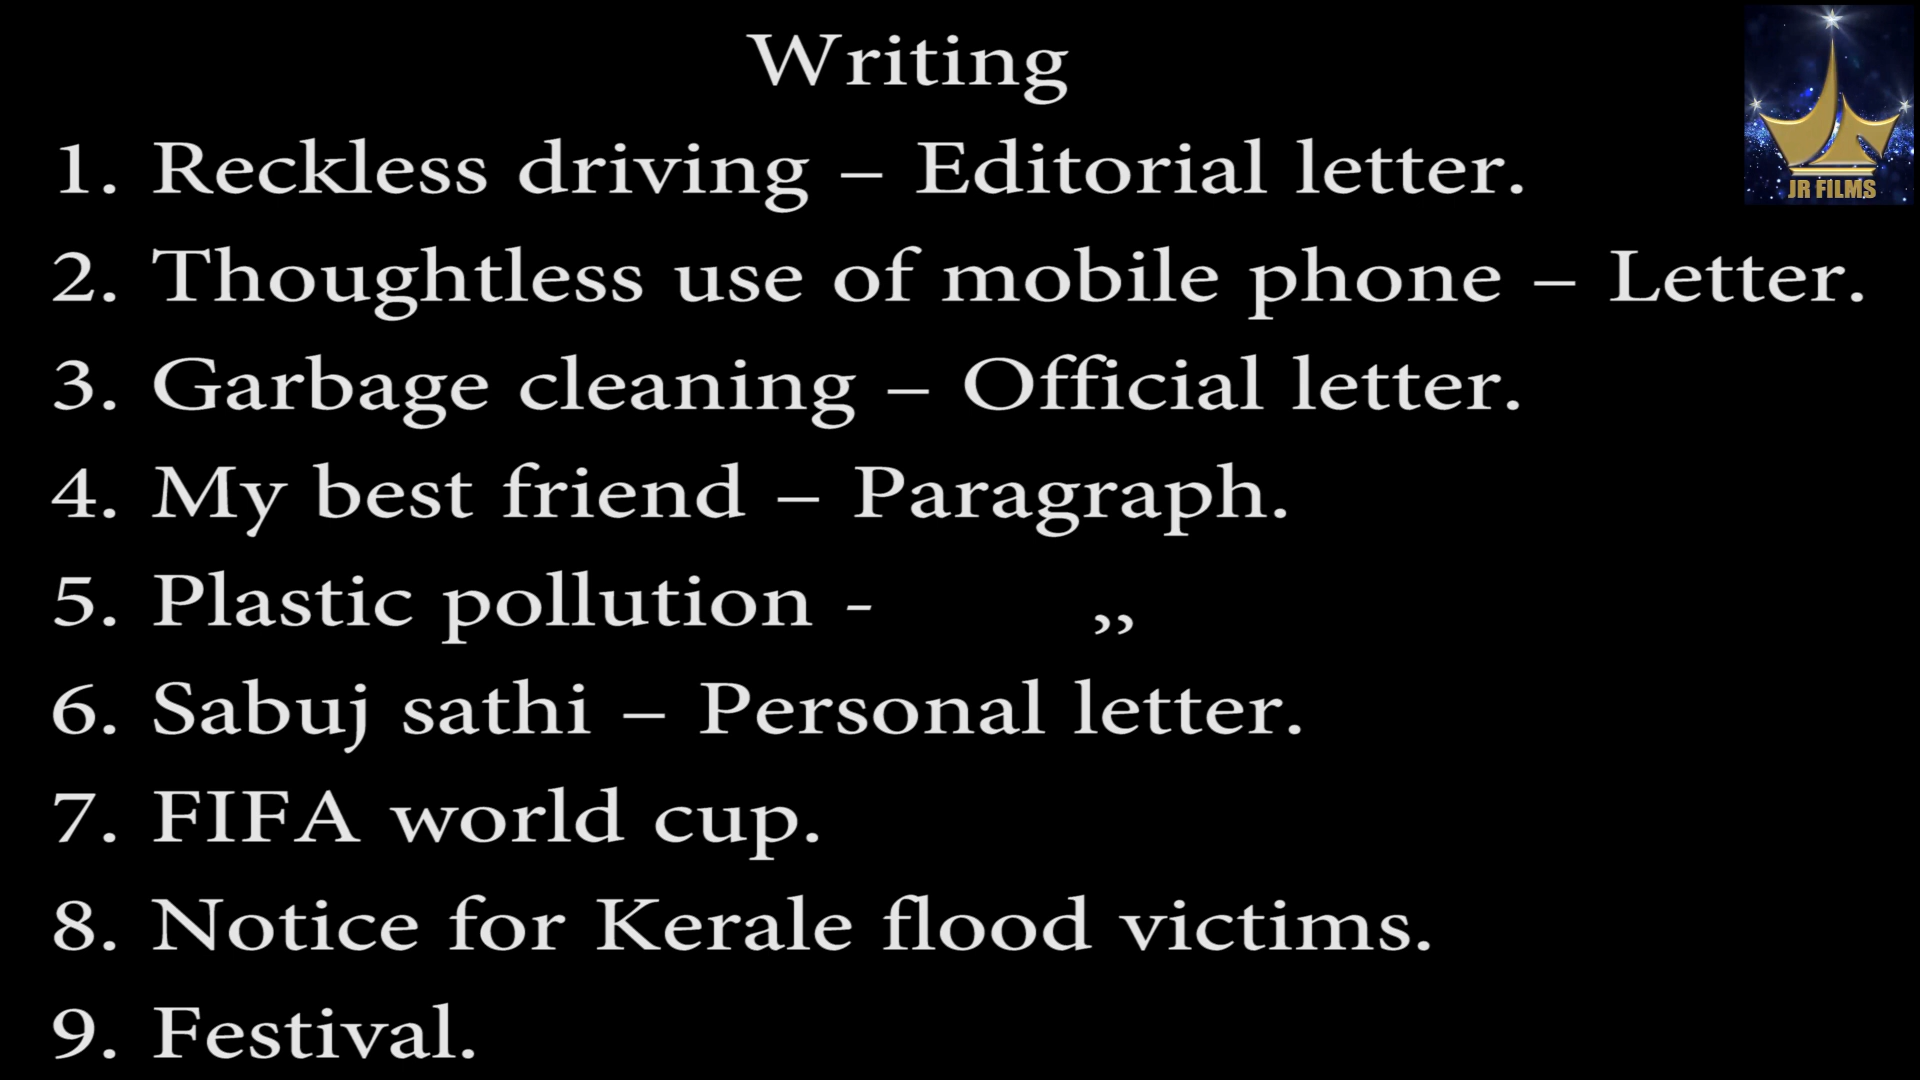 Writing
JR FILMS
1. Reckless driving – Editorial letter.
2. Thoughtless use of mobile phone – Letter.
3. Garbage cleaning – Official letter.
4. My best friend – Paragraph.
5. Plastic pollution - ,,
6. Sabuj sathi – Personal letter.
7. FIFA world cup.
8. Notice for Kerale flood victims.
9. Festival.